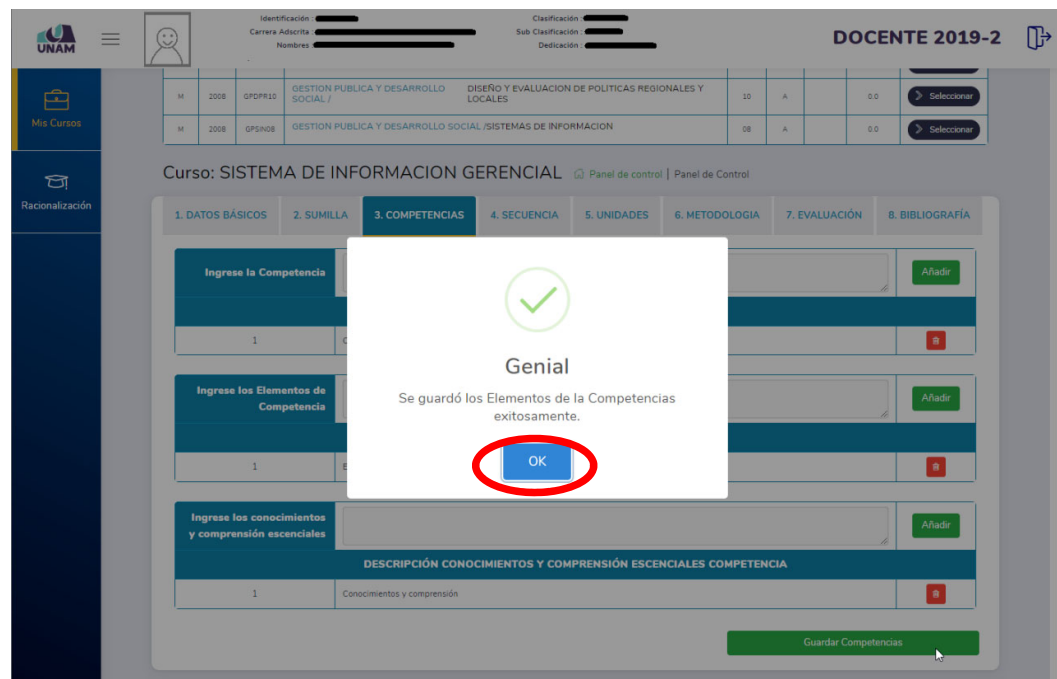 UNAM
Identificación :
Carrera Adscrita :
Nombres
Clasificación :
Sub Clasificación :
Dedicación :
DOCENTE 2019-2
Mis Cursos
Racionalización
M 2008 GPDPR10 GESTION PUBLICA Y DESARROLLO SOCIAL / DISEÑO Y EVALUACION DE POLITICAS REGIONALES Y LOCALES 10 A 0.0 Seleccionar
M 2008 GPSIN08 GESTION PUBLICA Y DESARROLLO SOCIAL /SISTEMAS DE INFORMACION 08 A 0.0 Seleccionar
Curso: SISTEMA DE INFORMACION GERENCIAL Panel de control | Panel de Control
1. DATOS BÁSICOS 2. SUMILLA 3. COMPETENCIAS 4. SECUENCIA 5. UNIDADES 6. METODOLOGIA 7. EVALUACIÓN 8. BIBLIOGRAFÍA
Ingrese la Competencia Añadir
1 C
Genial
Se guardó los Elementos de la Competencias
exitosamente.
OK
Ingrese los Elementos de
Competencia Añadir
1 E
Ingrese los conocimientos
y comprensión escenciales Añadir
DESCRIPCIÓN CONOCIMIENTOS Y COMPRENSIÓN ESCENCIALES COMPETENCIA
1 Conocimientos y comprensión
Guardar Competencias